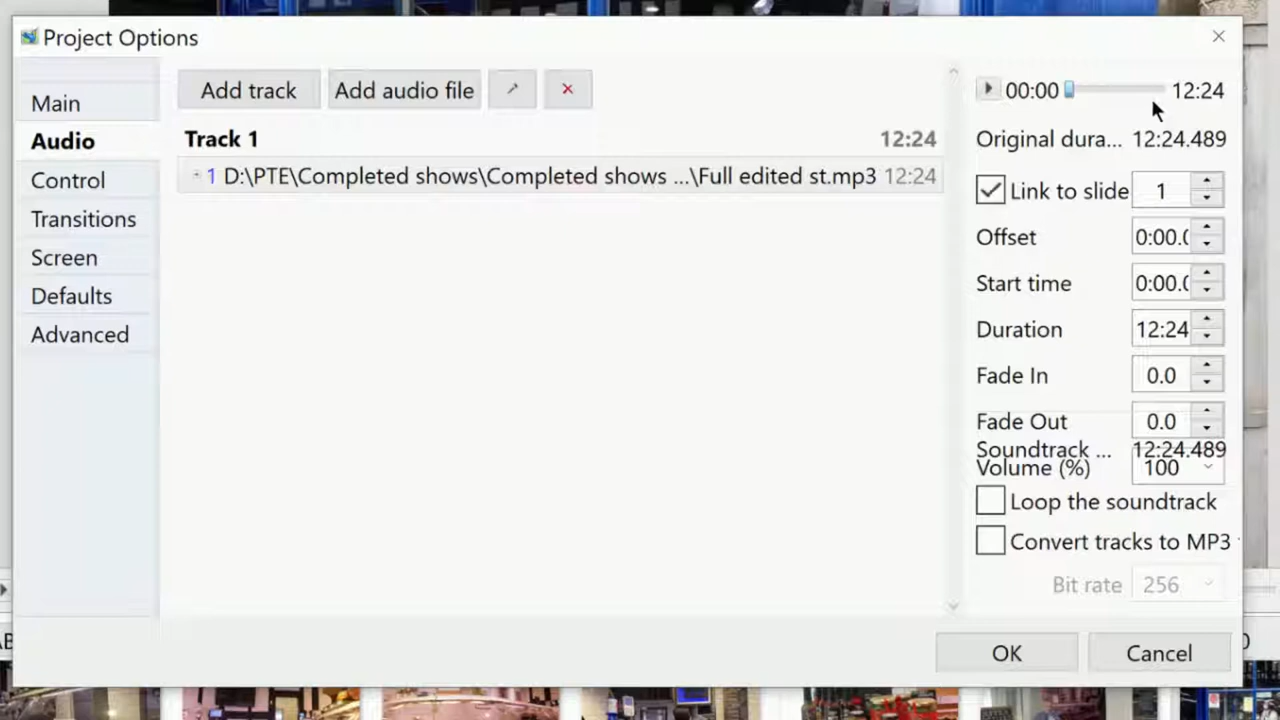 Project Options
Main
Audio
Control
Transitions
Screen
Defaults
Advanced
Add track
Add audio file
Track 1 12:24
1 D:\PTE\Completed shows\Completed shows ...\Full edited st.mp3 12:24
00:00 12:24
Original dura... 12:24.489
Link to slide 1
Offset 0:00.0
Start time 0:00.0
Duration 12:24
Fade In 0.0
Fade Out 0.0
Soundtrack ... 12:24.489
Volume (%) 100
Loop the soundtrack
Convert tracks to MP3
Bit rate 256
OK
Cancel